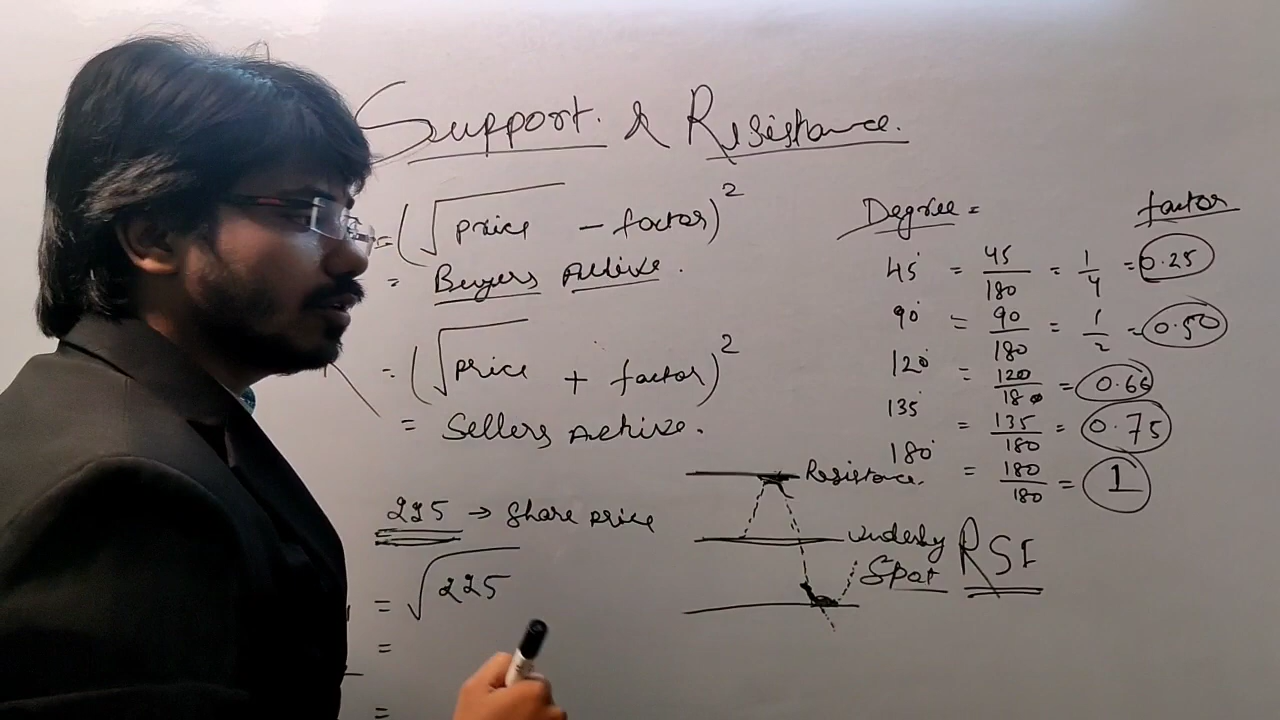 Support. & Resistance.
= (√price - factor)²
= Buyers Active.
= (√price + factor)²
= Sellers Active.
225 → Share price
= √225
=
=
Degree = factor
45° = 45/180 = 1/4 = 0.25
90° = 90/180 = 1/2 = 0.50
120° = 120/180 = 0.66
135° = 135/180 = 0.75
180° = 180/180 = 1
Resistance.
Spot
RSI